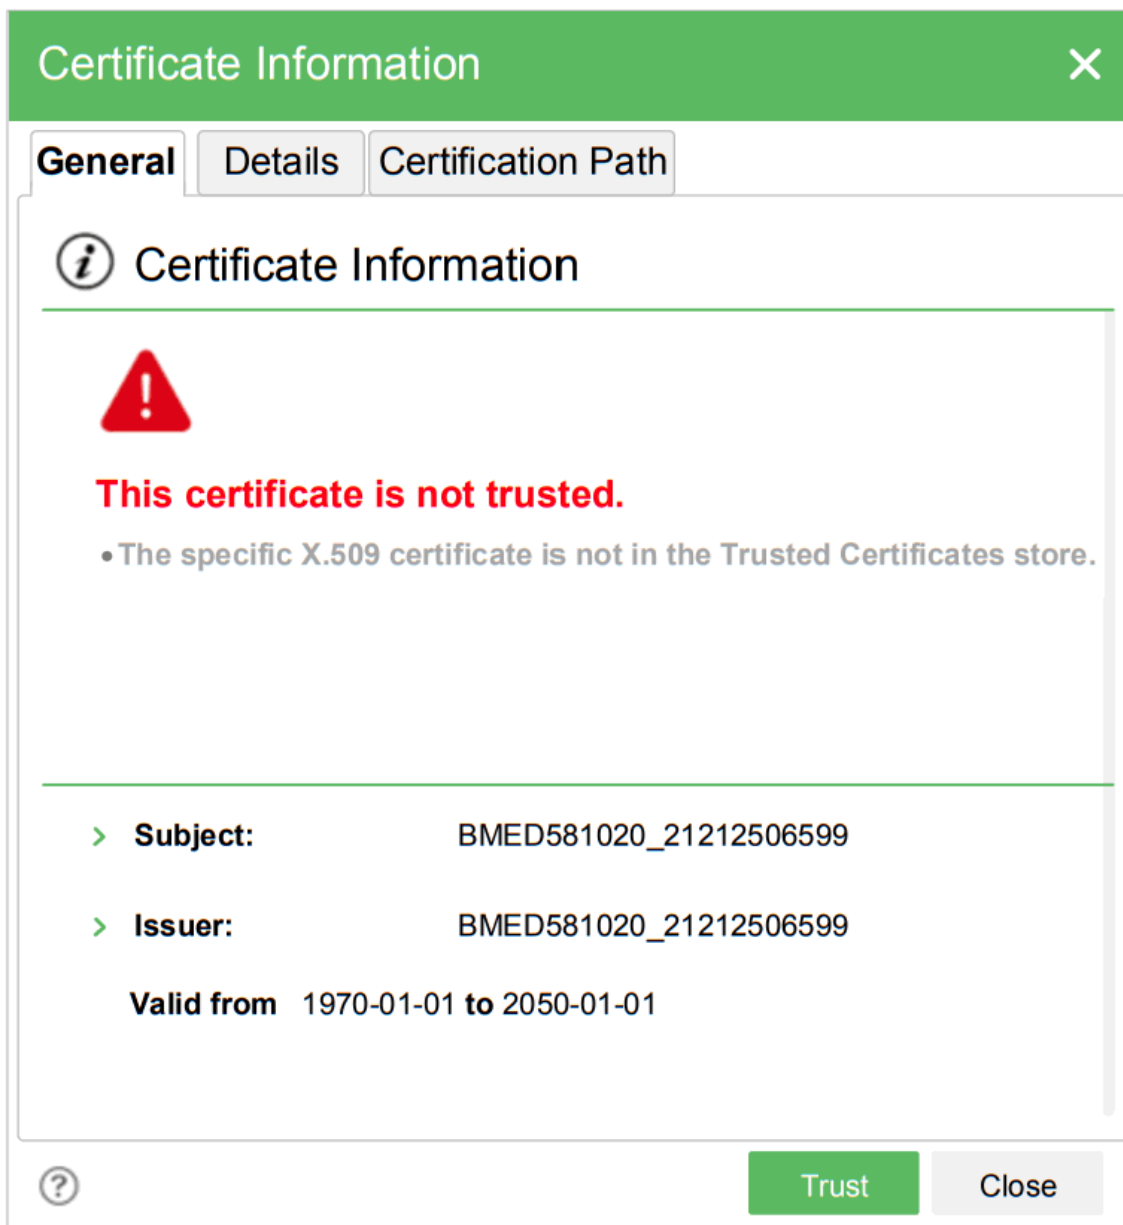 Certificate Information
General Details Certification Path
Certificate Information
This certificate is not trusted.
• The specific X.509 certificate is not in the Trusted Certificates store.
Subject: BMED581020_21212506599
Issuer: BMED581020_21212506599
Valid from 1970-01-01 to 2050-01-01
Trust Close